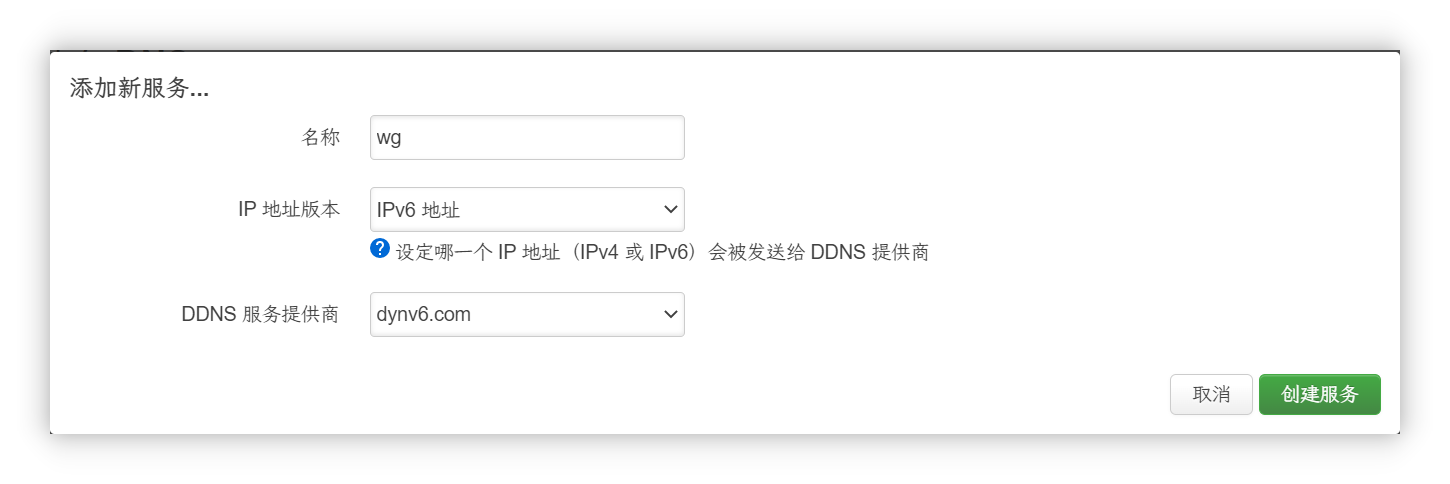 添加新服务...
名称
wg
IP 地址版本
IPv6 地址
设定哪一个 IP 地址（IPv4 或 IPv6）会被发送给 DDNS 提供商
DDNS 服务提供商
dynv6.com
取消
创建服务